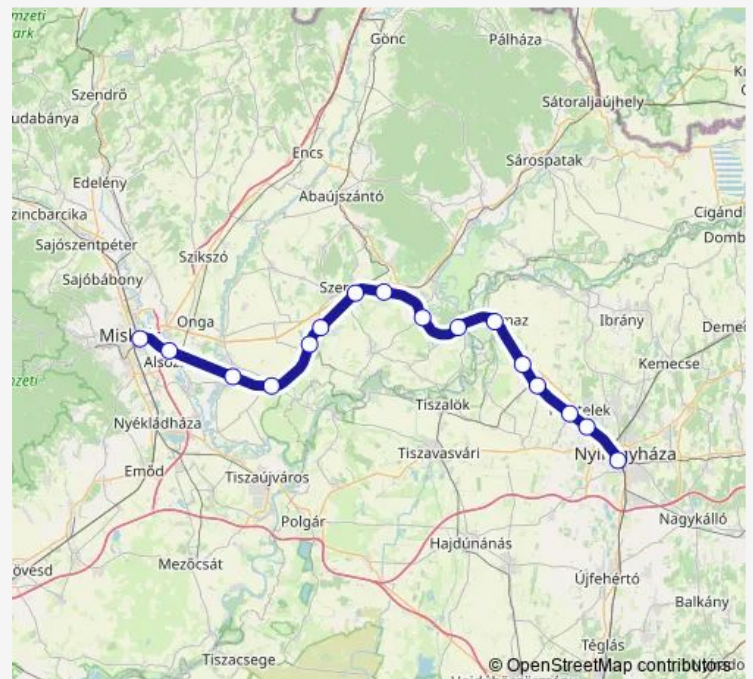 Gönc
Pálháza
Szendrő
Sátoraljaújhely
Encs
Sárospatak
Edelény
Abaújszántó
Cigánd
Sajószentpéter
Szikszó
Sajóbábony
Onga
Ibrány
Kemecse
Nyékládháza
Tiszalök
Emőd
Tiszaújváros
Tiszavasvári
Polgár
Nagykálló
Hajdúnánás
Mezőcsát
Újfehértó
Balkány
Téglás
Tiszacsege
© OpenStreetMap contributors